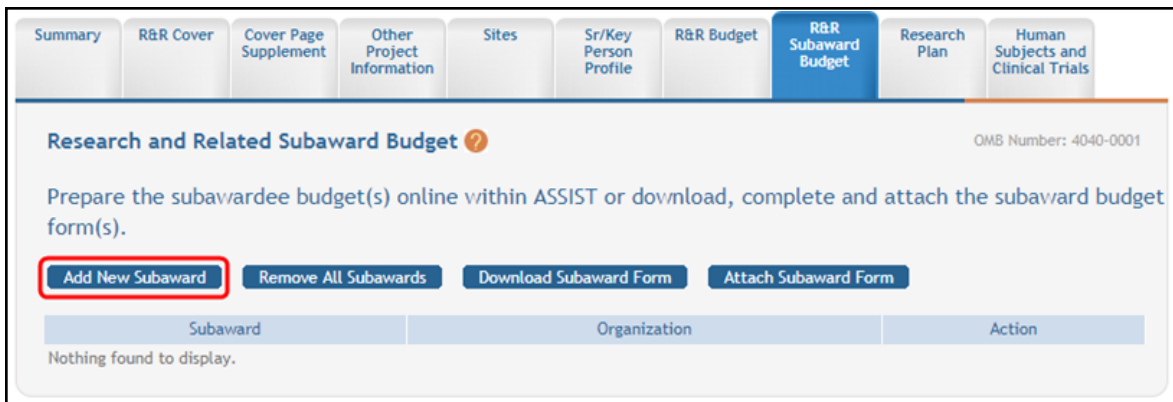 Summary
R&R Cover
Cover Page
Supplement
Other
Project
Information
Sites
Sr/Key
Person
Profile
R&R Budget
R&R
Subaward
Budget
Research
Plan
Human
Subjects and
Clinical Trials
Research and Related Subaward Budget ?
OMB Number: 4040-0001
Prepare the subawardee budget(s) online within ASSIST or download, complete and attach the subaward budget
form(s).
Add New Subaward
Remove All Subawards
Download Subaward Form
Attach Subaward Form
Subaward
Organization
Action
Nothing found to display.